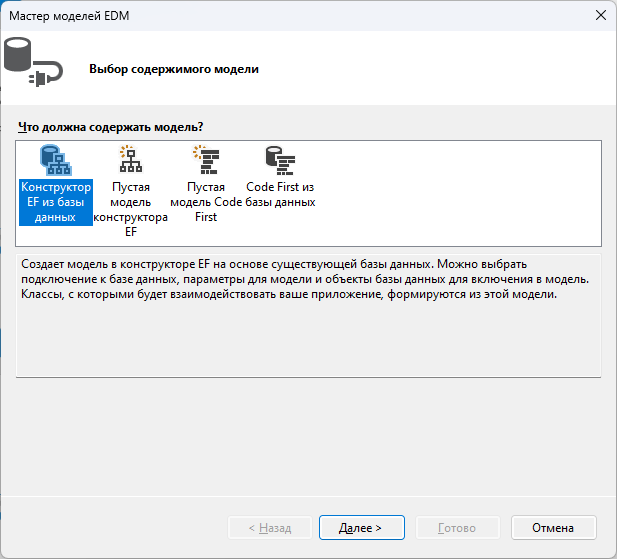 Мастер моделей EDM
Выбор содержимого модели
Что должна содержать модель?
Конструктор
EF из базы
данных
Пустая
модель
конструктора
EF
Пустая
модель Code
First
Code First из
базы данных
Создает модель в конструкторе EF на основе существующей базы данных. Можно выбрать
подключение к базе данных, параметры для модели и объекты базы данных для включения в модель.
Классы, с которыми будет взаимодействовать ваше приложение, формируются из этой модели.
< Назад
Далее >
Готово
Отмена